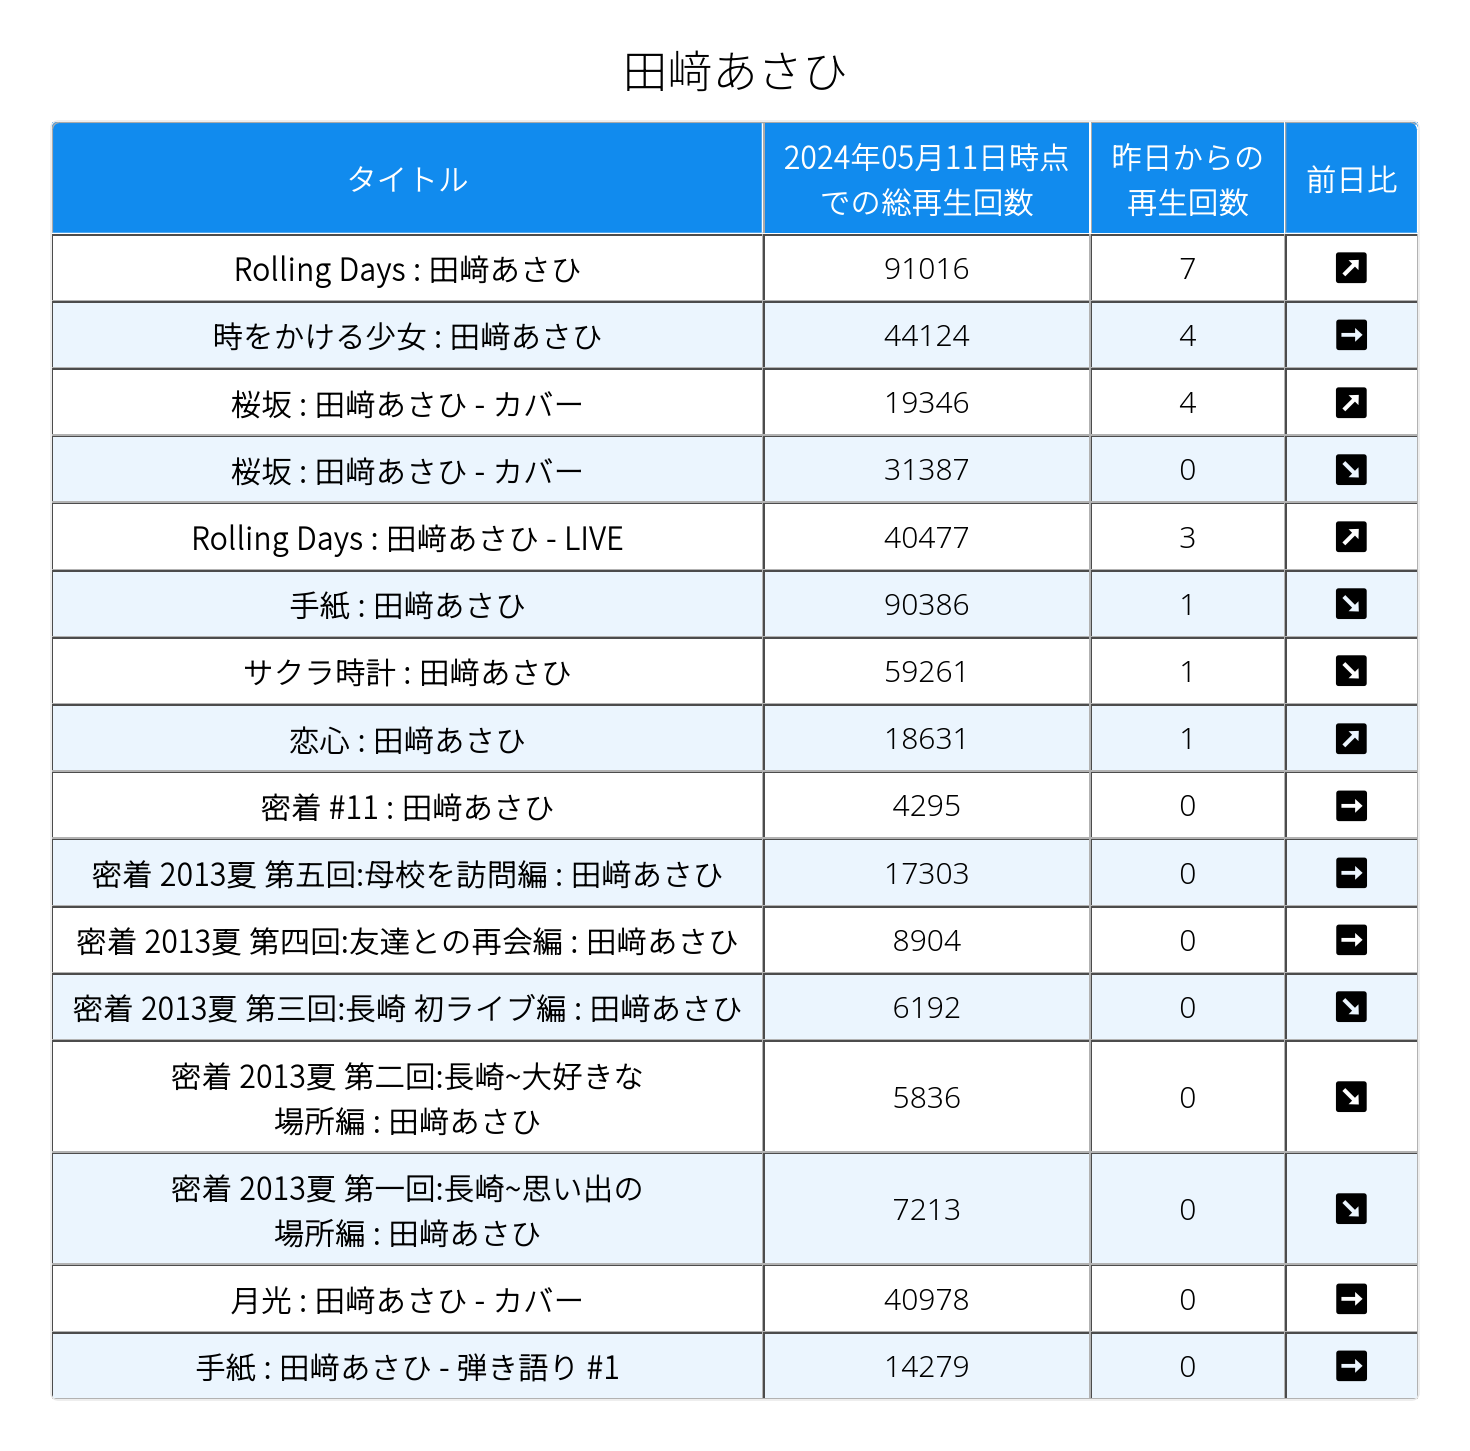 田﨑あさひ
タイトル
2024年05月11日時点
での総再生回数
昨日からの
再生回数
前日比
Rolling Days : 田﨑あさひ 91016 7 ↗
時をかける少女 : 田﨑あさひ 44124 4 →
桜坂 : 田﨑あさひ - カバー 19346 4 ↗
桜坂 : 田﨑あさひ - カバー 31387 0 ↘
Rolling Days : 田﨑あさひ - LIVE 40477 3 ↗
手紙 : 田﨑あさひ 90386 1 ↘
サクラ時計 : 田﨑あさひ 59261 1 ↘
恋心 : 田﨑あさひ 18631 1 ↗
密着 #11 : 田﨑あさひ 4295 0 →
密着 2013夏 第五回:母校を訪問編 : 田﨑あさひ 17303 0 →
密着 2013夏 第四回:友達との再会編 : 田﨑あさひ 8904 0 →
密着 2013夏 第三回:長崎 初ライブ編 : 田﨑あさひ 6192 0 ↘
密着 2013夏 第二回:長崎~大好きな
場所編 : 田﨑あさひ 5836 0 ↘
密着 2013夏 第一回:長崎~思い出の
場所編 : 田﨑あさひ 7213 0 ↘
月光 : 田﨑あさひ - カバー 40978 0 →
手紙 : 田﨑あさひ - 弾き語り #1 14279 0 →